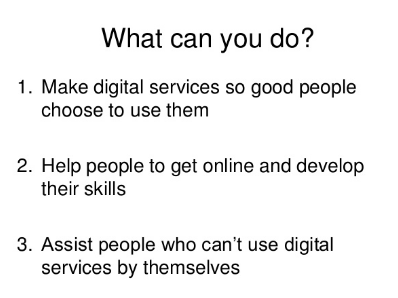 What can you do?
1. Make digital services so good people
choose to use them
2. Help people to get online and develop
their skills
3. Assist people who can't use digital
services by themselves